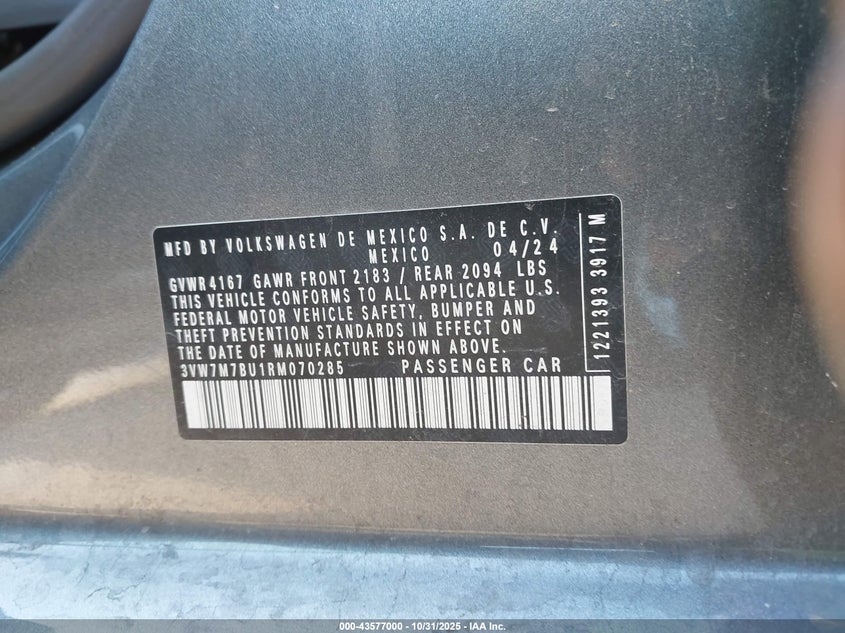 MFD BY VOLKSWAGEN DE MEXICO S.A. DE C.V.
MEXICO 04/24
GVWR 4167 GAWR FRONT 2183 / REAR 2094 LBS
THIS VEHICLE CONFORMS TO ALL APPLICABLE U.S.
FEDERAL MOTOR VEHICLE SAFETY, BUMPER AND
THEFT PREVENTION STANDARDS IN EFFECT ON
THE DATE OF MANUFACTURE SHOWN ABOVE.
3VW7M7BU1RM070285 PASSENGER CAR
1221393 3917 M
000-43577000 - 10/31/2025 - IAA Inc.